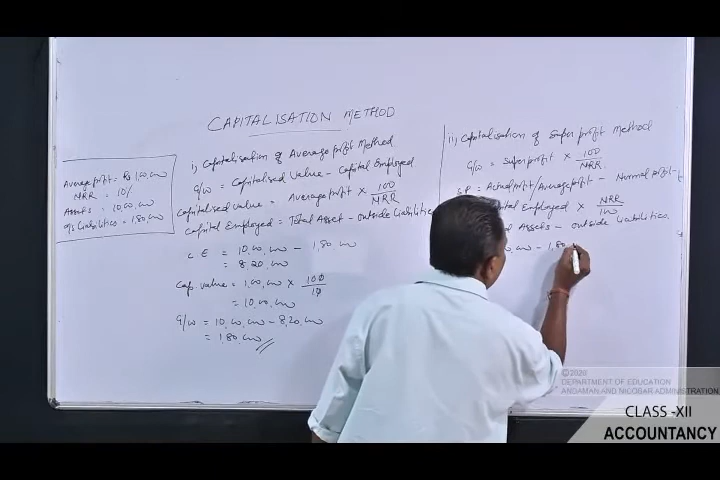 CAPITALISATION METHOD
Average profit = Rs 1,00,000
NRR = 10%
Assets = 10,00,000
o/s Liabilities = 1,80,000
i, Capitalisation of Average profit Method
G/w = Capitalised Value - Capital Employed
Capitalised value = Average profit × 100/NRR
Capital Employed = Total Asset - outside Liabilities
C E = 10,00,000 - 1,80,000
= 8,20,000
Cap. value = 1,00,000 × 100/10
= 10,00,000
G/w = 10,00,000 - 8,20,000
= 1,80,000
ii, Capitalisation of Super profit Method
G/w = Super profit × 100/NRR
SP = Actual profit/Average profit - Normal profit
Employed × NRR/100
Assets - outside Liabilities
- 1,80
©2020
DEPARTMENT OF EDUCATION
ANDAMAN AND NICOBAR ADMINISTRATION
CLASS -XII
ACCOUNTANCY